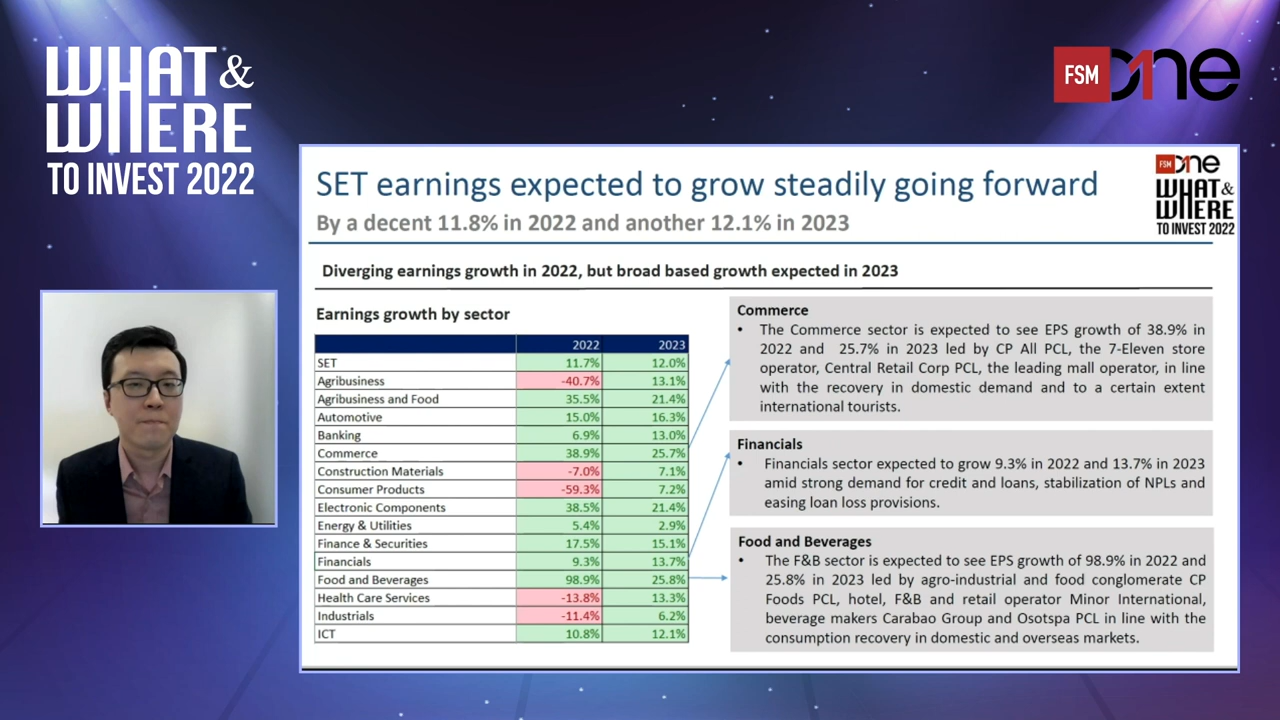 WHAT &
WHERE
TO INVEST 2022
FSM One
FSM One
WHAT &
WHERE
TO INVEST 2022
SET earnings expected to grow steadily going forward
By a decent 11.8% in 2022 and another 12.1% in 2023
Diverging earnings growth in 2022, but broad based growth expected in 2023
Earnings growth by sector
2022 2023
SET 11.7% 12.0%
Agribusiness -40.7% 13.1%
Agribusiness and Food 35.5% 21.4%
Automotive 15.0% 16.3%
Banking 6.9% 13.0%
Commerce 38.9% 25.7%
Construction Materials -7.0% 7.1%
Consumer Products -59.3% 7.2%
Electronic Components 38.5% 21.4%
Energy & Utilities 5.4% 2.9%
Finance & Securities 17.5% 15.1%
Financials 9.3% 13.7%
Food and Beverages 98.9% 25.8%
Health Care Services -13.8% 13.3%
Industrials -11.4% 6.2%
ICT 10.8% 12.1%
Commerce
• The Commerce sector is expected to see EPS growth of 38.9% in
2022 and 25.7% in 2023 led by CP All PCL, the 7-Eleven store
operator, Central Retail Corp PCL, the leading mall operator, in line
with the recovery in domestic demand and to a certain extent
international tourists.
Financials
• Financials sector expected to grow 9.3% in 2022 and 13.7% in 2023
amid strong demand for credit and loans, stabilization of NPLs and
easing loan loss provisions.
Food and Beverages
• The F&B sector is expected to see EPS growth of 98.9% in 2022 and
25.8% in 2023 led by agro-industrial and food conglomerate CP
Foods PCL, hotel, F&B and retail operator Minor International,
beverage makers Carabao Group and Osotspa PCL in line with the
consumption recovery in domestic and overseas markets.